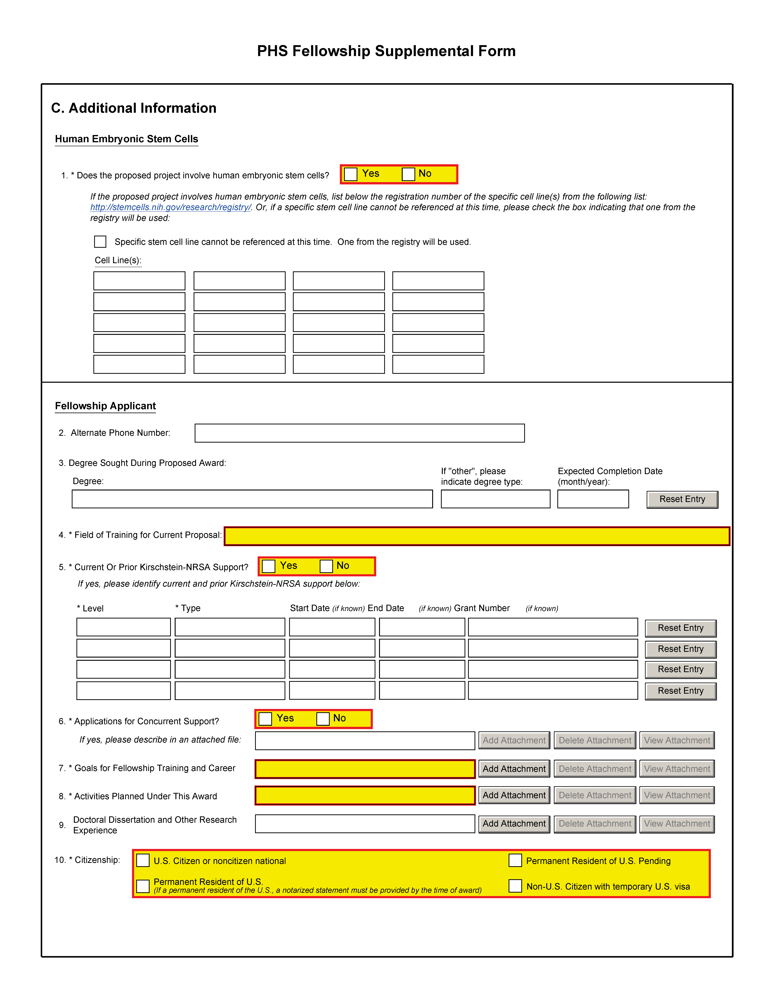 PHS Fellowship Supplemental Form
C. Additional Information
Human Embryonic Stem Cells
1. * Does the proposed project involve human embryonic stem cells? Yes No
If the proposed project involves human embryonic stem cells, list below the registration number of the specific cell line(s) from the following list:
http://stemcells.nih.gov/research/registry/. Or, if a specific stem cell line cannot be referenced at this time, please check the box indicating that one from the
registry will be used:
Specific stem cell line cannot be referenced at this time. One from the registry will be used.
Cell Line(s):
Fellowship Applicant
2. Alternate Phone Number:
3. Degree Sought During Proposed Award:
Degree:
If "other", please
indicate degree type:
Expected Completion Date
(month/year):
Reset Entry
4. * Field of Training for Current Proposal:
5. * Current Or Prior Kirschstein-NRSA Support? Yes No
If yes, please identify current and prior Kirschstein-NRSA support below:
* Level * Type Start Date (if known) End Date (if known) Grant Number (if known)
Reset Entry
Reset Entry
Reset Entry
Reset Entry
6. * Applications for Concurrent Support? Yes No
If yes, please describe in an attached file: Add Attachment Delete Attachment View Attachment
7. * Goals for Fellowship Training and Career Add Attachment Delete Attachment View Attachment
8. * Activities Planned Under This Award Add Attachment Delete Attachment View Attachment
9. Doctoral Dissertation and Other Research
Experience Add Attachment Delete Attachment View Attachment
10. * Citizenship: U.S. Citizen or noncitizen national Permanent Resident of U.S. Pending
Permanent Resident of U.S.
(If a permanent resident of the U.S., a notarized statement must be provided by the time of award)
Non-U.S. Citizen with temporary U.S. visa